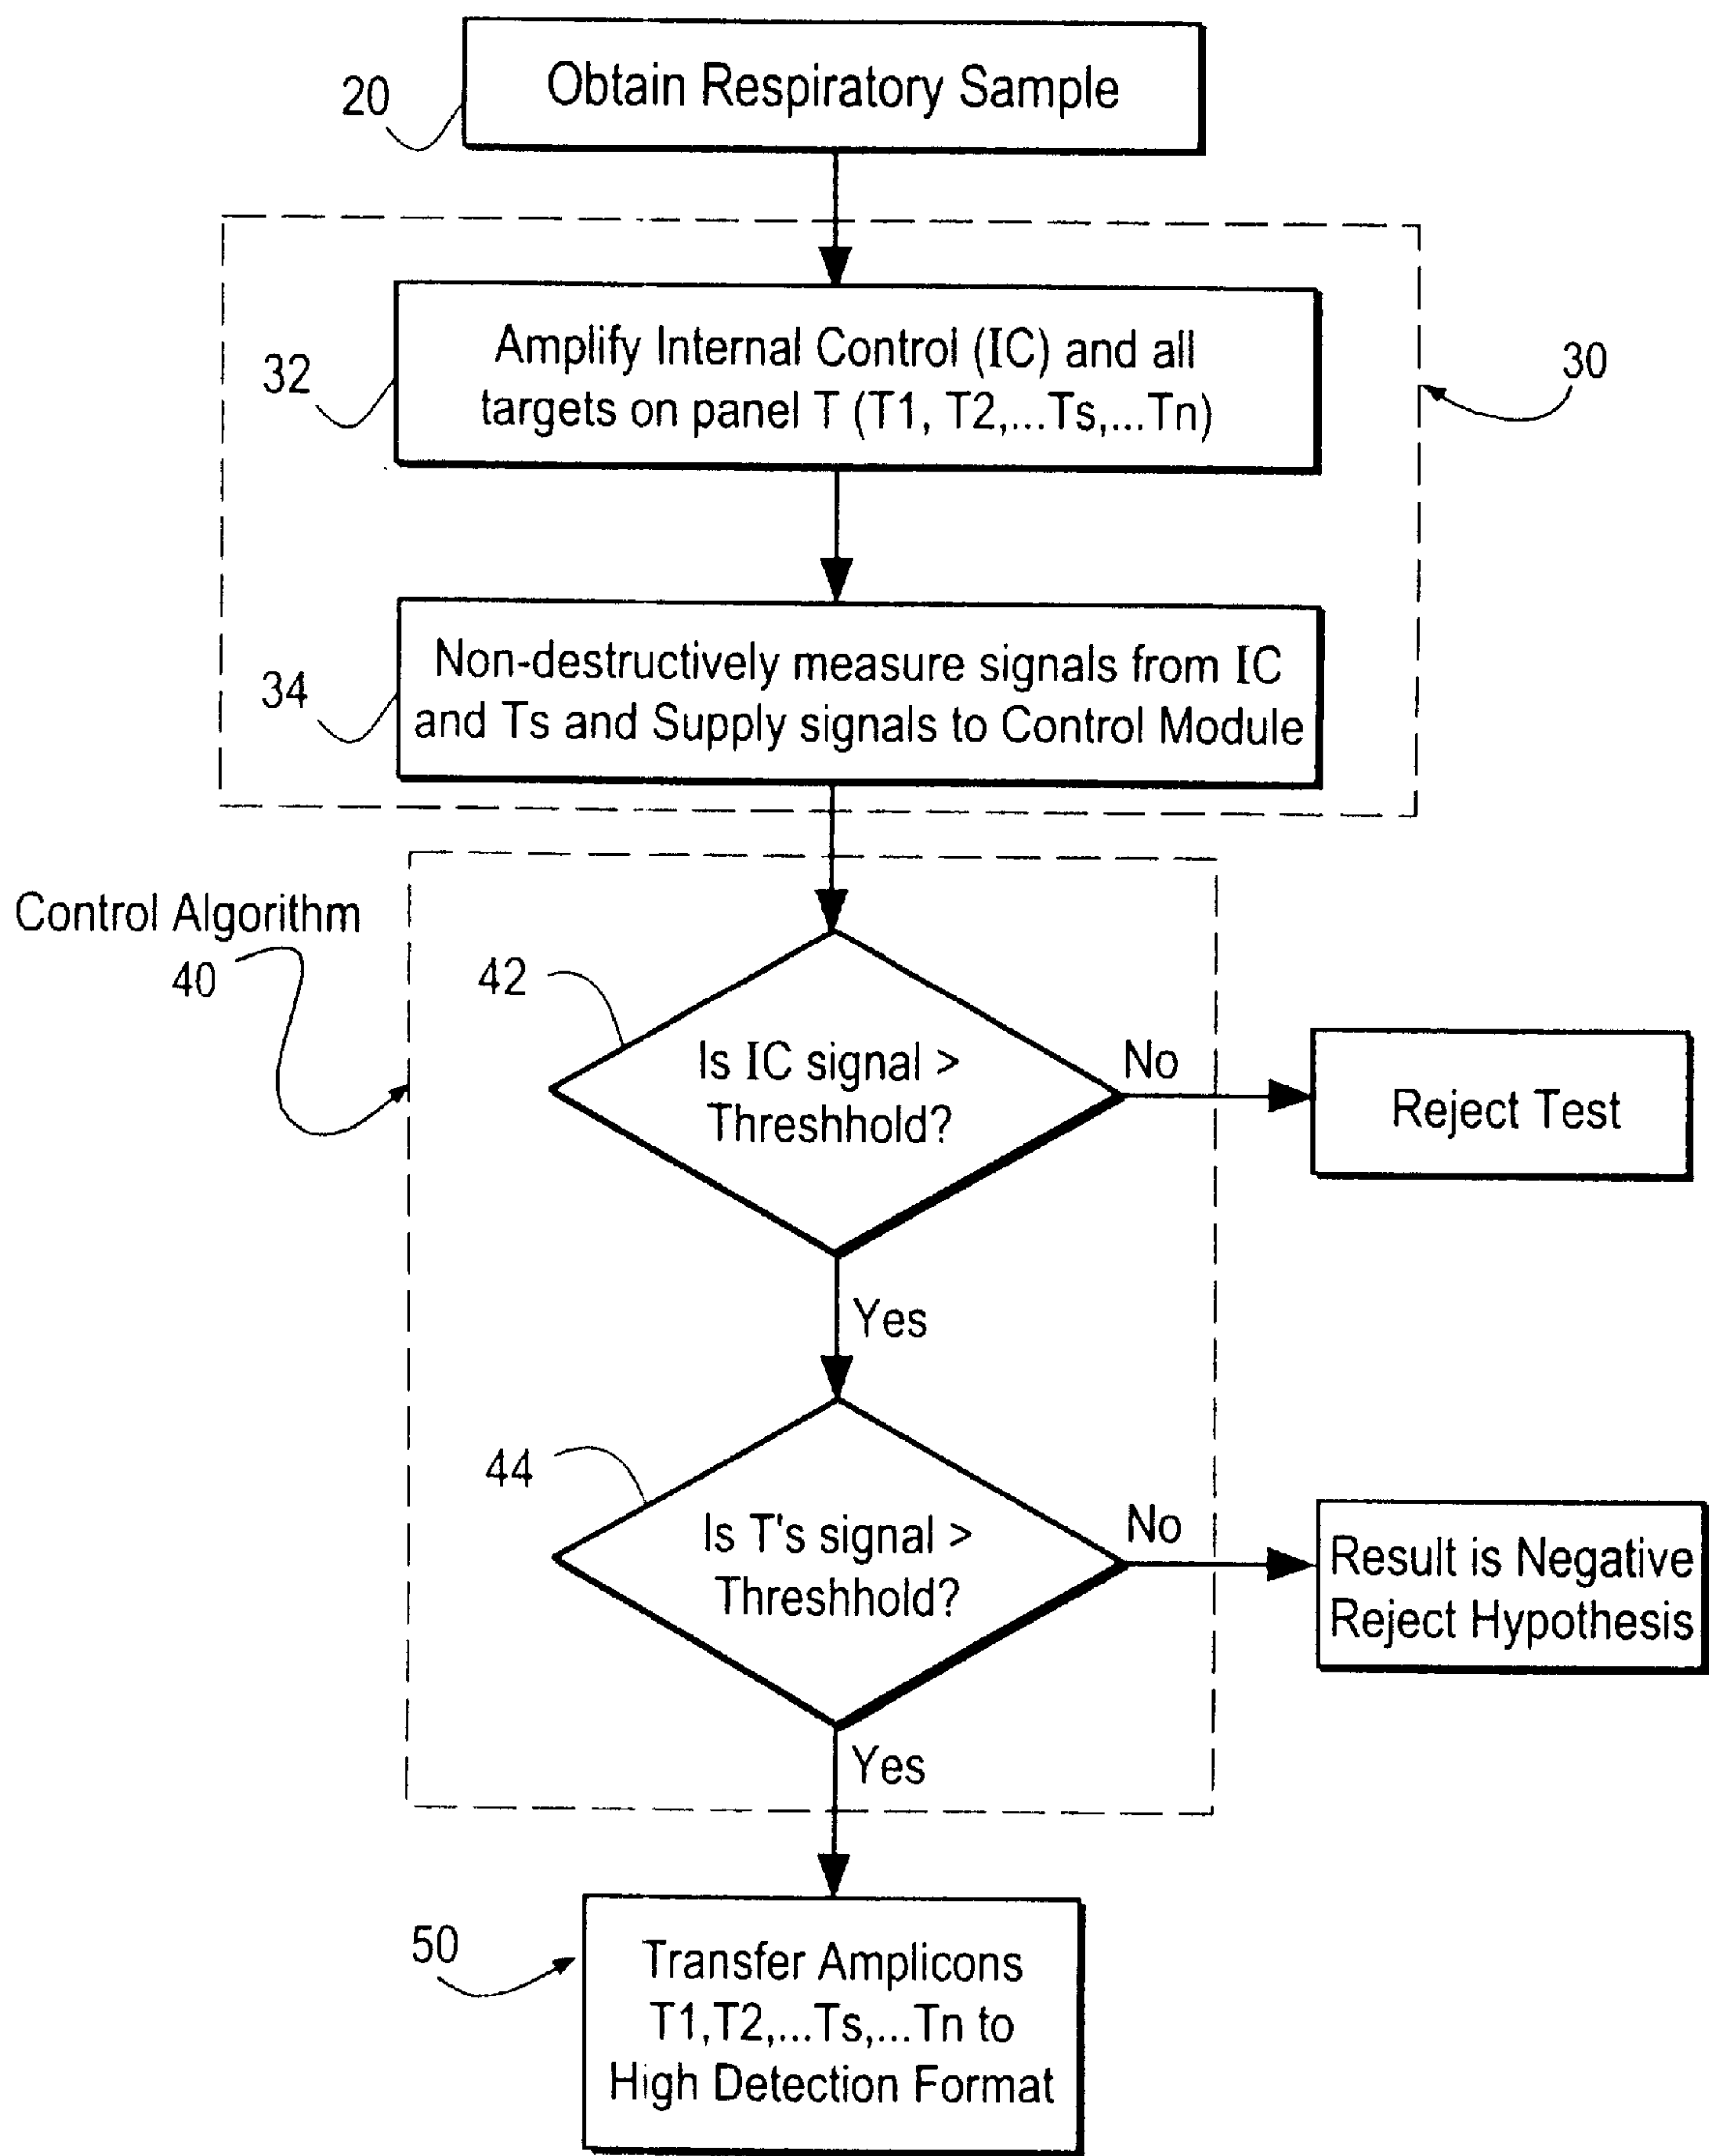 Obtain Respiratory Sample
20
Amplify Internal Control (IC) and all
targets on panel T (T1, T2,...Ts,...Tn)
32
30
Non-destructively measure signals from IC
and Ts and Supply signals to Control Module
34
Control Algorithm
40
42
Is IC signal >
Threshhold?
No
Reject Test
Yes
44
Is T's signal >
Threshhold?
No
Result is Negative
Reject Hypothesis
Yes
50
Transfer Amplicons
T1,T2,...Ts,...Tn to
High Detection Format